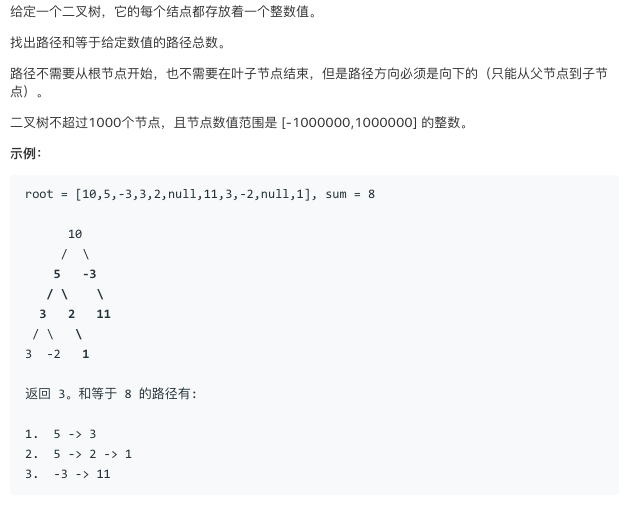 给定一个二叉树，它的每个结点都存放着一个整数值。
找出路径和等于给定数值的路径总数。
路径不需要从根节点开始，也不需要在叶子节点结束，但是路径方向必须是向下的（只能从父节点到子节
点）。
二叉树不超过1000个节点，且节点数值范围是 [-1000000,1000000] 的整数。
示例：
root = [10,5,-3,3,2,null,11,3,-2,null,1], sum = 8
10
/ \
5 -3
/ \ \
3 2 11
/ \ \
3 -2 1
返回 3。和等于 8 的路径有:
1. 5 -> 3
2. 5 -> 2 -> 1
3. -3 -> 11